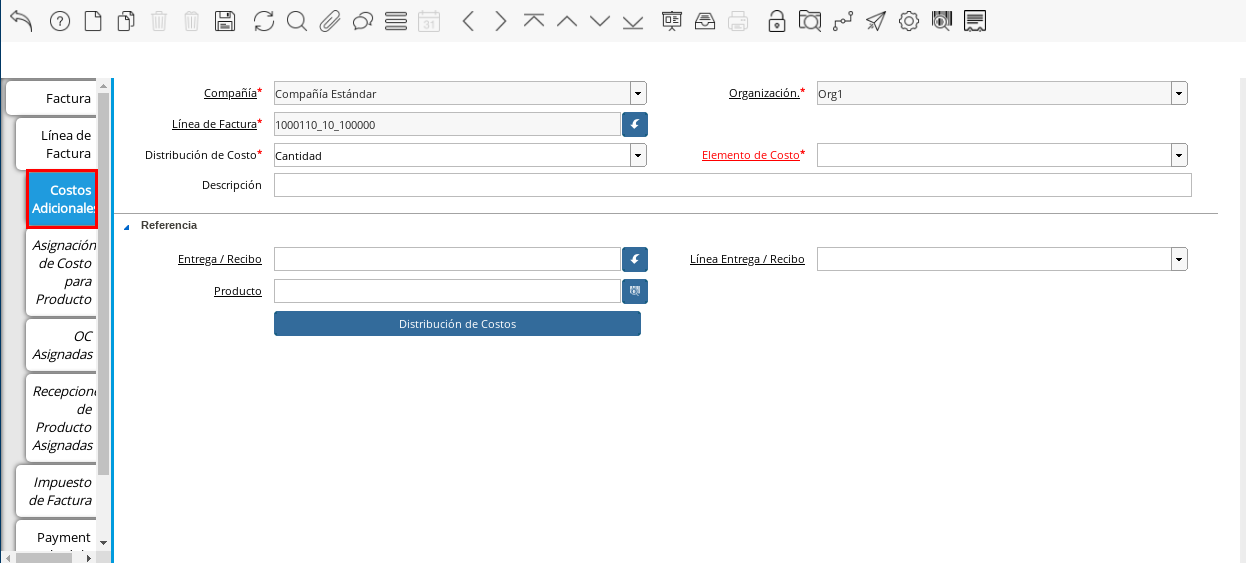 31
Factura
Línea de
Factura
Costos
Adicionales
Asignación
de Costo
para
Producto
OC
Asignadas
Recepcione
de
Producto
Asignadas
Impuesto
de Factura
Payment
Compañía*
Compañía Estándar
Organización.*
Org1
Línea de Factura*
1000110_10_100000
Distribución de Costo*
Cantidad
Elemento de Costo*
Descripción
Referencia
Entrega / Recibo
Línea Entrega / Recibo
Producto
Distribución de Costos